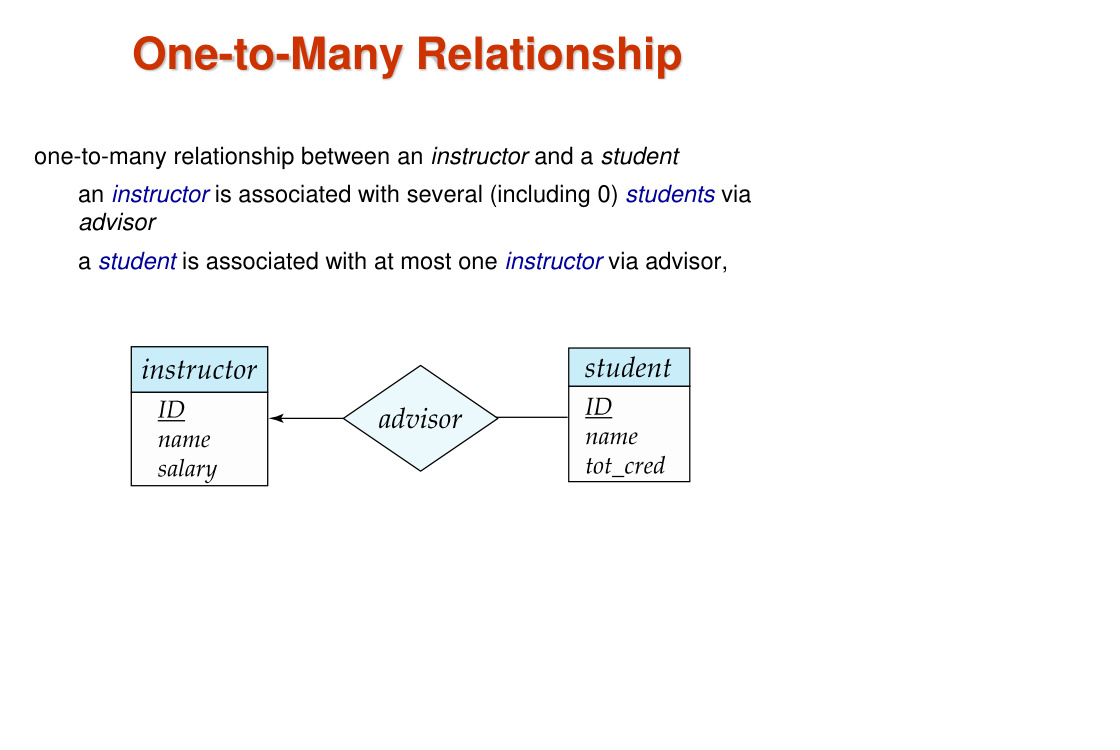 One-to-Many Relationship
one-to-many relationship between an instructor and a student
an instructor is associated with several (including 0) students via
advisor
a student is associated with at most one instructor via advisor,
instructor
ID
name
salary
advisor
student
ID
name
tot_cred